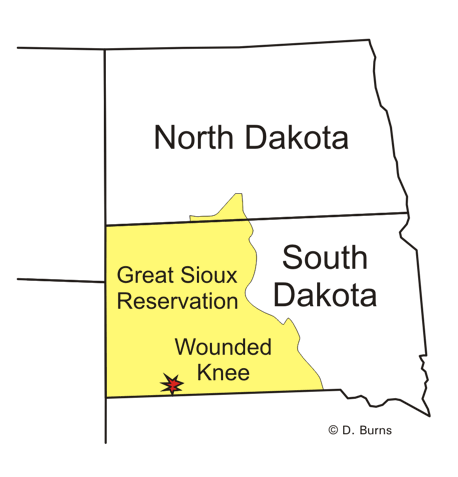 North Dakota
Great Sioux
Reservation
South
Dakota
Wounded
Knee
© D. Burns